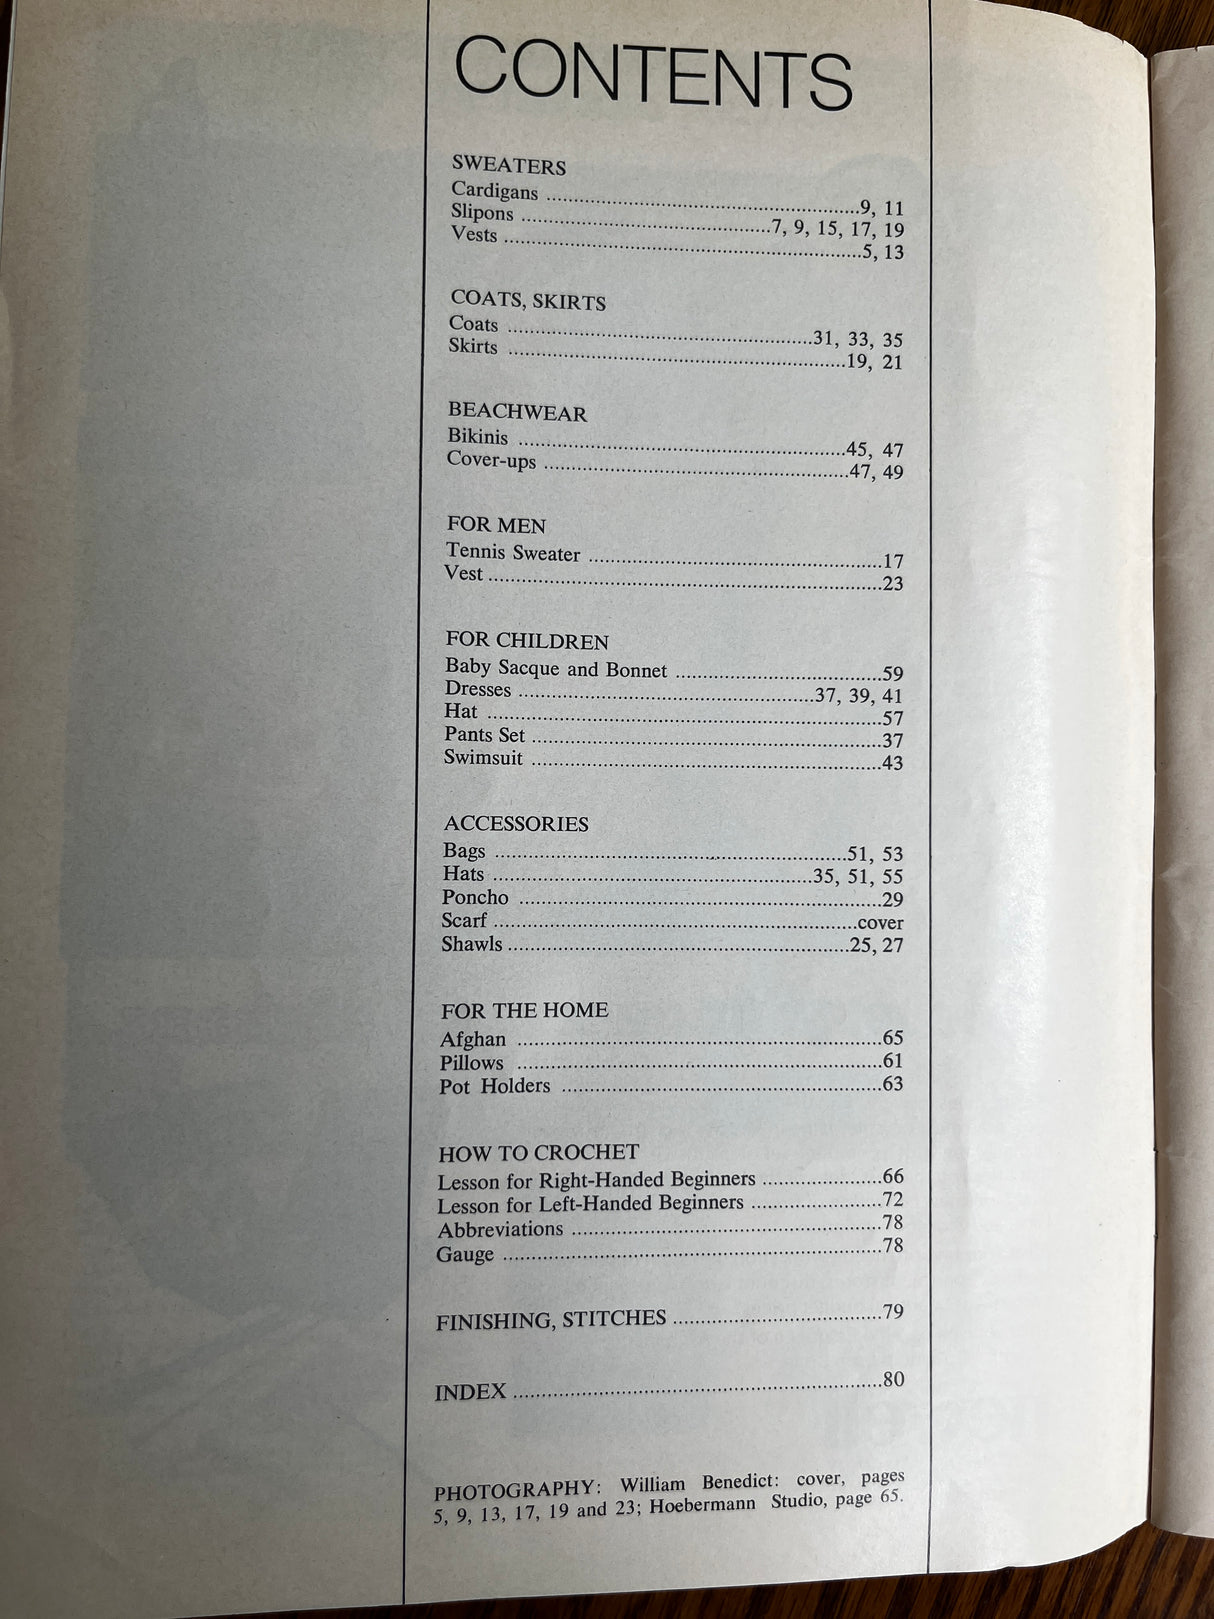 CONTENTS
SWEATERS
Cardigans ..........9, 11
Slipons ..........7, 9, 15, 17, 19
Vests ..........5, 13
COATS, SKIRTS
Coats ..........31, 33, 35
Skirts ..........19, 21
BEACHWEAR
Bikinis ..........45, 47
Cover-ups ..........47, 49
FOR MEN
Tennis Sweater ..........17
Vest ..........23
FOR CHILDREN
Baby Sacque and Bonnet ..........59
Dresses ..........37, 39, 41
Hat ..........57
Pants Set ..........37
Swimsuit ..........43
ACCESSORIES
Bags ..........51, 53
Hats ..........35, 51, 55
Poncho ..........29
Scarf ..........cover
Shawls ..........25, 27
FOR THE HOME
Afghan ..........65
Pillows ..........61
Pot Holders ..........63
HOW TO CROCHET
Lesson for Right-Handed Beginners ..........66
Lesson for Left-Handed Beginners ..........72
Abbreviations ..........78
Gauge ..........78
FINISHING, STITCHES ..........79
INDEX ..........80
PHOTOGRAPHY: William Benedict: cover, pages
5, 9, 13, 17, 19 and 23; Hoebermann Studio, page 65.